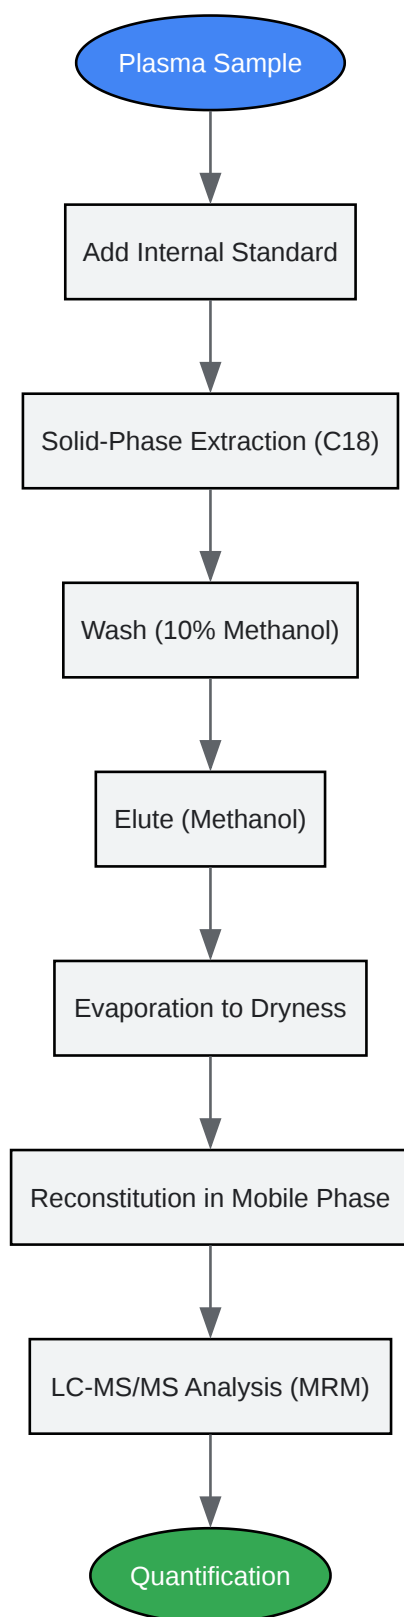 Plasma Sample
Add Internal Standard
Solid-Phase Extraction (C18)
Wash (10% Methanol)
Elute (Methanol)
Evaporation to Dryness
Reconstitution in Mobile Phase
LC-MS/MS Analysis (MRM)
Quantification